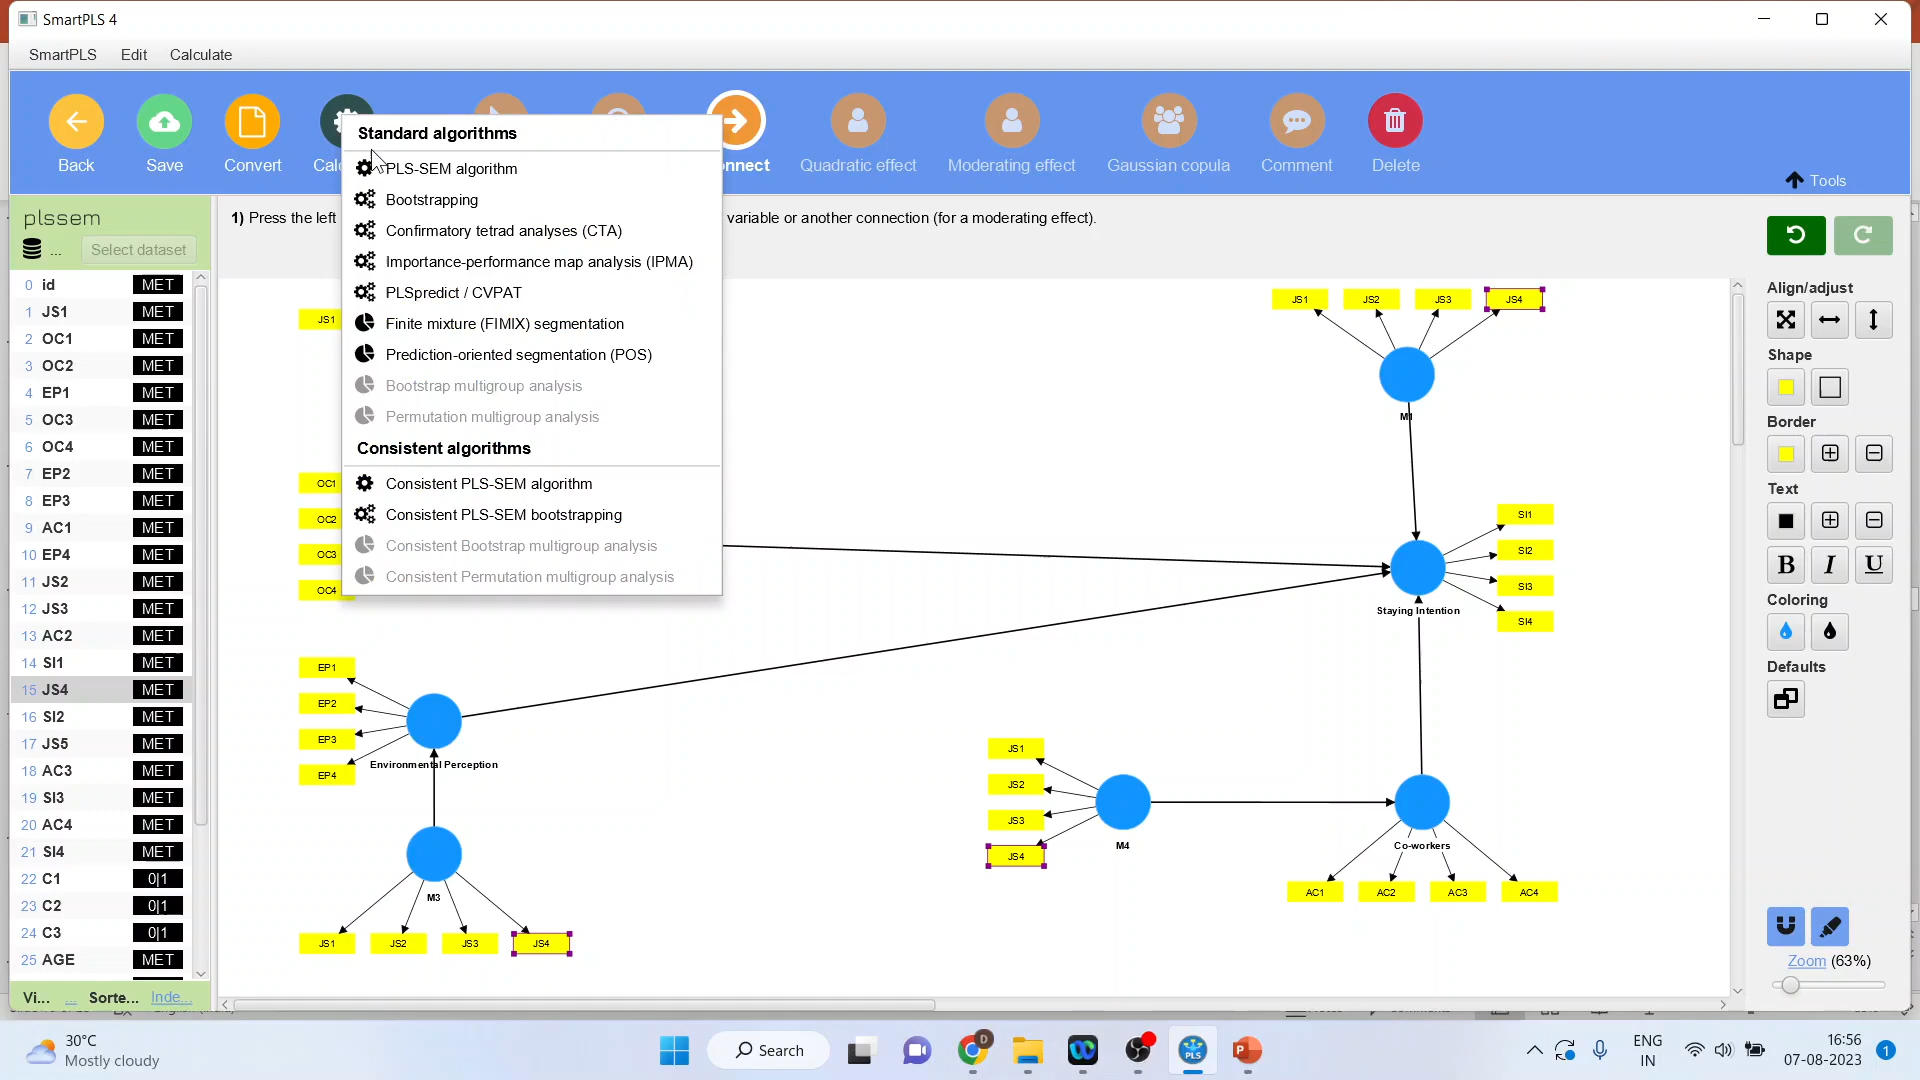 SmartPLS 4
SmartPLS Edit Calculate
Back Save Convert Calc nnect Quadratic effect Moderating effect Gaussian copula Comment Delete
Tools
Standard algorithms
PLS-SEM algorithm
Bootstrapping
Confirmatory tetrad analyses (CTA)
Importance-performance map analysis (IPMA)
PLSpredict / CVPAT
Finite mixture (FIMIX) segmentation
Prediction-oriented segmentation (POS)
Bootstrap multigroup analysis
Permutation multigroup analysis
Consistent algorithms
Consistent PLS-SEM algorithm
Consistent PLS-SEM bootstrapping
Consistent Bootstrap multigroup analysis
Consistent Permutation multigroup analysis
1) Press the left variable or another connection (for a moderating effect).
plssem
... Select dataset
0 id MET
1 JS1 MET
2 OC1 MET
3 OC2 MET
4 EP1 MET
5 OC3 MET
6 OC4 MET
7 EP2 MET
8 EP3 MET
9 AC1 MET
10 EP4 MET
11 JS2 MET
12 JS3 MET
13 AC2 MET
14 SI1 MET
15 JS4 MET
16 SI2 MET
17 JS5 MET
18 AC3 MET
19 SI3 MET
20 AC4 MET
21 SI4 MET
22 C1 0|1
23 C2 0|1
24 C3 0|1
25 AGE MET
Vi... ... Sorte... Inde...
JS1
OC1
OC2
OC3
OC4
EP1
EP2
EP3
EP4
Environmental Perception
M3
JS1 JS2 JS3 JS4
JS1 JS2 JS3 JS4
M1
SI1
SI2
SI3
SI4
Staying Intention
JS1
JS2
JS3
JS4
M4
Co-workers
AC1 AC2 AC3 AC4
Align/adjust
Shape
Border
Text
B I U
Coloring
Defaults
Zoom (63%)
30°C
Mostly cloudy
Search
D
PLS
P
ENG
IN
16:56
07-08-2023
1